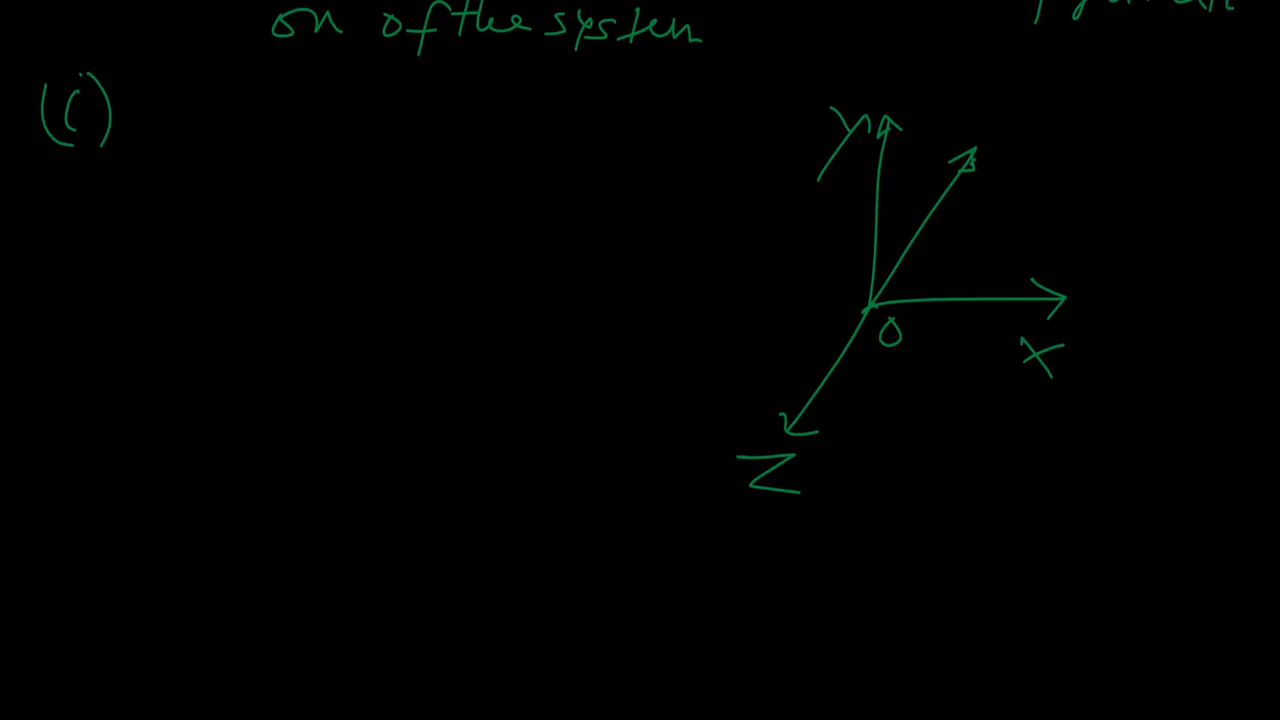 on of the system
(i)
Y
O
X
Z